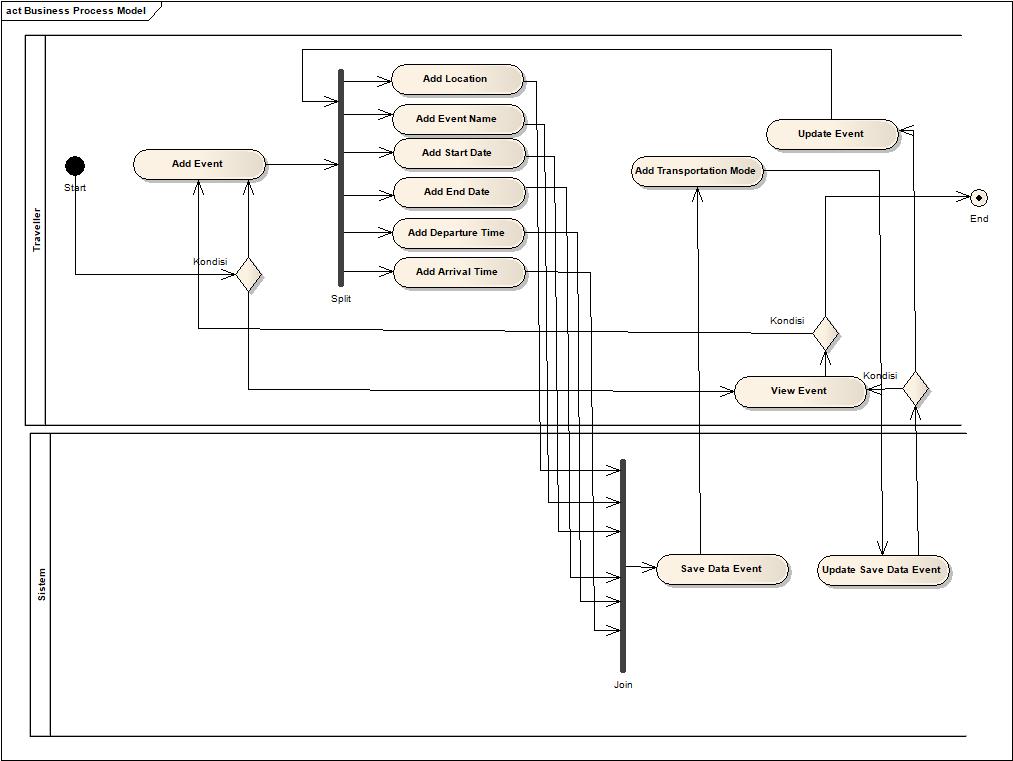 act Business Process Model
Traveller
Start
Add Event
Kondisi
Split
Add Location
Add Event Name
Add Start Date
Add End Date
Add Departure Time
Add Arrival Time
Update Event
Add Transportation Mode
End
Kondisi
Kondisi
View Event
Sistem
Save Data Event
Update Save Data Event
Join